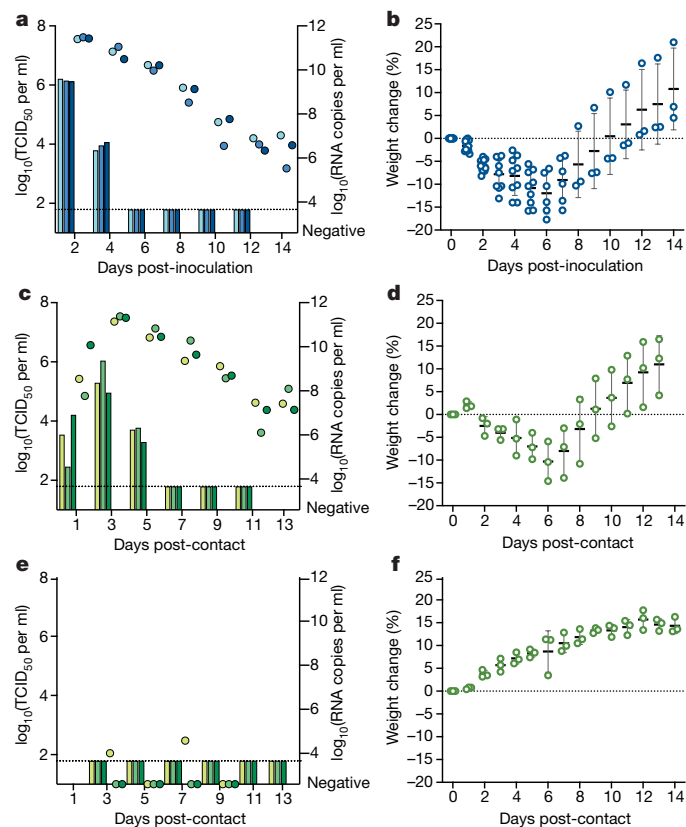 a
8
6
4
2
log10(TCID50 per ml)
12
10
8
6
4
Negative
log10(RNA copies per ml)
2 4 6 8 10 12 14
Days post-inoculation
b
25
20
15
10
5
0
−5
−10
−15
−20
Weight change (%)
0 2 4 6 8 10 12 14
Days post-inoculation
c
8
6
4
2
log10(TCID50 per ml)
12
10
8
6
4
Negative
log10(RNA copies per ml)
1 3 5 7 9 11 13
Days post-contact
d
25
20
15
10
5
0
−5
−10
−15
−20
Weight change (%)
0 2 4 6 8 10 12 14
Days post-contact
e
8
6
4
2
log10(TCID50 per ml)
12
10
8
6
4
Negative
log10(RNA copies per ml)
1 3 5 7 9 11 13
Days post-contact
f
25
20
15
10
5
0
−5
−10
−15
−20
Weight change (%)
0 2 4 6 8 10 12 14
Days post-contact